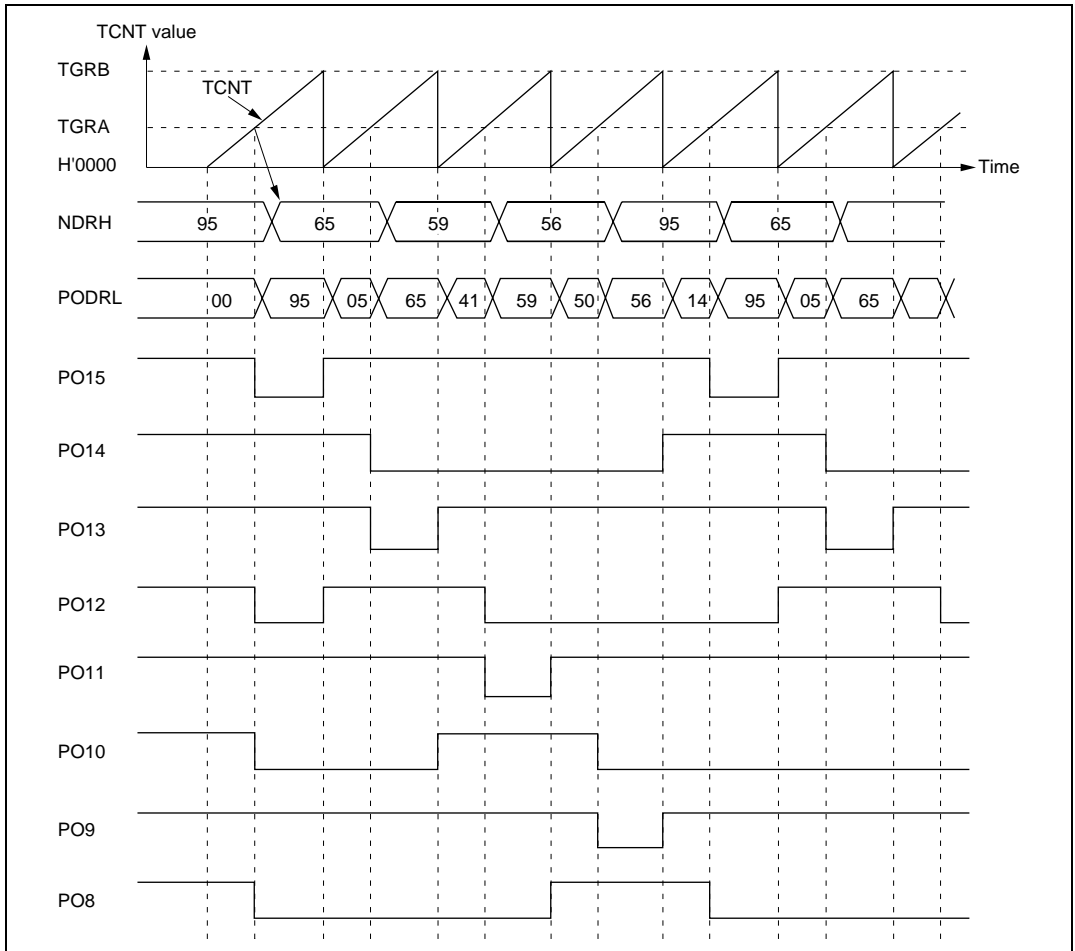 TCNT value
TGRB
TCNT
TGRA
H'0000
Time
NDRH 95 65 59 56 95 65
PODRL 00 95 05 65 41 59 50 56 14 95 05 65
PO15
PO14
PO13
PO12
PO11
PO10
PO9
PO8